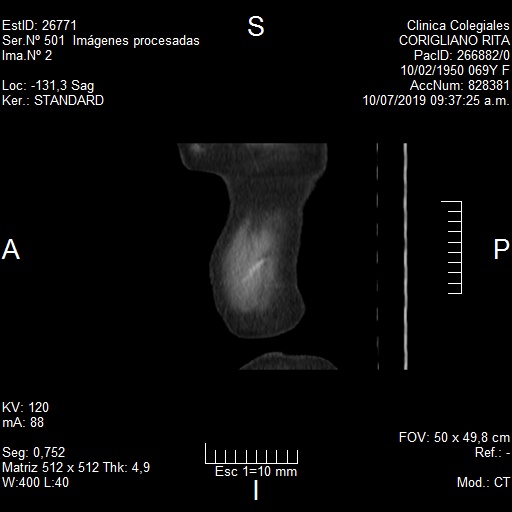 EstID: 26771
Ser.Nº 501  Imágenes procesadas
Ima.Nº 2
Loc: -131,3 Sag
Ker.: STANDARD
S
Clinica Colegiales
CORIGLIANO RITA
PacID: 266882/0
10/02/1950 069Y F
AccNum: 828381
10/07/2019 09:37:25 a.m.
A
P
KV: 120
mA: 88
Seg: 0,752
Matriz 512 x 512 Thk: 4,9
W:400 L:40
Esc 1=10 mm
I
FOV: 50 x 49,8 cm
Ref.: -
Mod.: CT